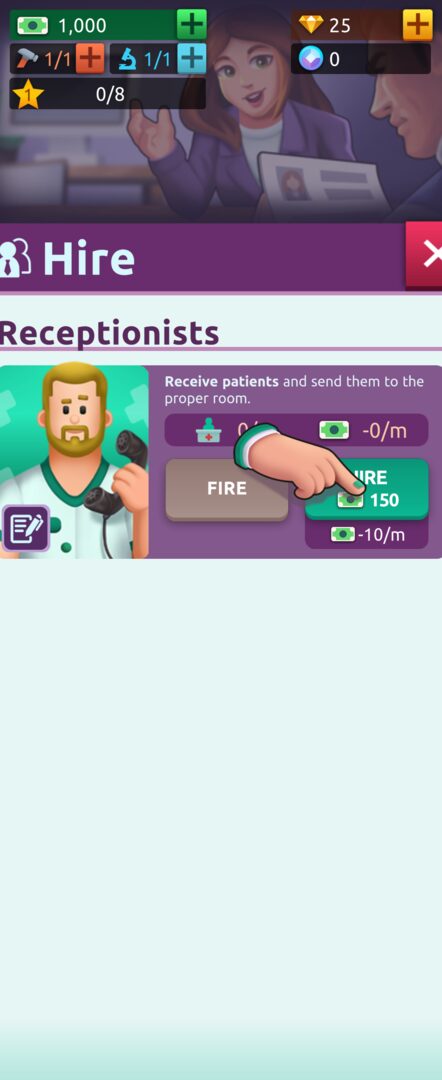 1,000
25
1/1
1/1
0
1
0/8
Hire
Receptionists
Receive patients and send them to the
proper room.
-0/m
FIRE
150
-10/m